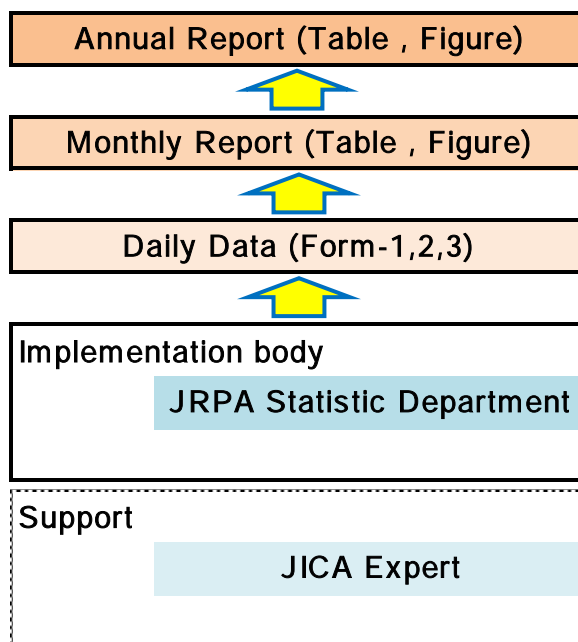 Annual Report (Table , Figure)
Monthly Report (Table , Figure)
Daily Data (Form-1,2,3)
Implementation body
JRPA Statistic Department
Support
JICA Expert